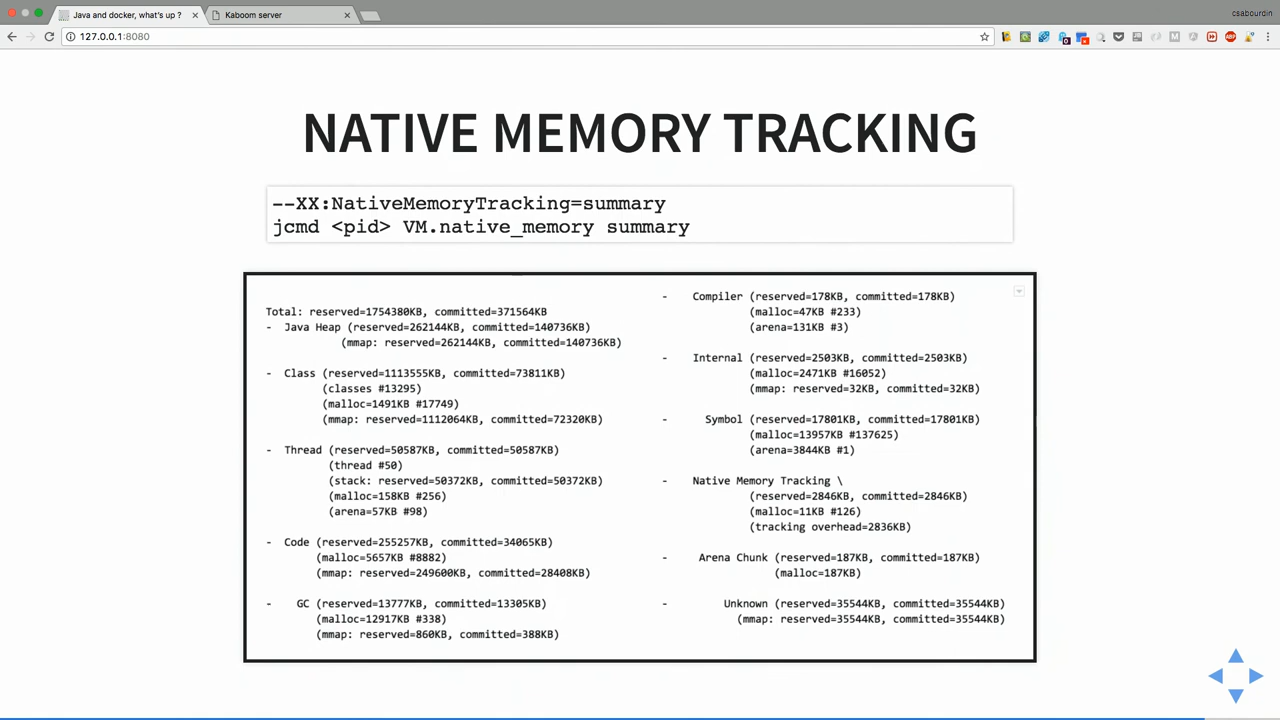 Java and docker, what's up ?
Kaboom server
csabourdin
127.0.0.1:8080
NATIVE MEMORY TRACKING
--XX:NativeMemoryTracking=summary
jcmd <pid> VM.native_memory summary
Total: reserved=1754380KB, committed=371564KB
- Java Heap (reserved=262144KB, committed=140736KB)
(mmap: reserved=262144KB, committed=140736KB)
- Class (reserved=1113555KB, committed=73811KB)
(classes #13295)
(malloc=1491KB #17749)
(mmap: reserved=1112064KB, committed=72320KB)
- Thread (reserved=50587KB, committed=50587KB)
(thread #50)
(stack: reserved=50372KB, committed=50372KB)
(malloc=158KB #256)
(arena=57KB #98)
- Code (reserved=255257KB, committed=34065KB)
(malloc=5657KB #8882)
(mmap: reserved=249600KB, committed=28408KB)
- GC (reserved=13777KB, committed=13305KB)
(malloc=12917KB #338)
(mmap: reserved=860KB, committed=388KB)
- Compiler (reserved=178KB, committed=178KB)
(malloc=47KB #233)
(arena=131KB #3)
- Internal (reserved=2503KB, committed=2503KB)
(malloc=2471KB #16052)
(mmap: reserved=32KB, committed=32KB)
- Symbol (reserved=17801KB, committed=17801KB)
(malloc=13957KB #137625)
(arena=3844KB #1)
- Native Memory Tracking \
(reserved=2846KB, committed=2846KB)
(malloc=11KB #126)
(tracking overhead=2836KB)
- Arena Chunk (reserved=187KB, committed=187KB)
(malloc=187KB)
- Unknown (reserved=35544KB, committed=35544KB)
(mmap: reserved=35544KB, committed=35544KB)